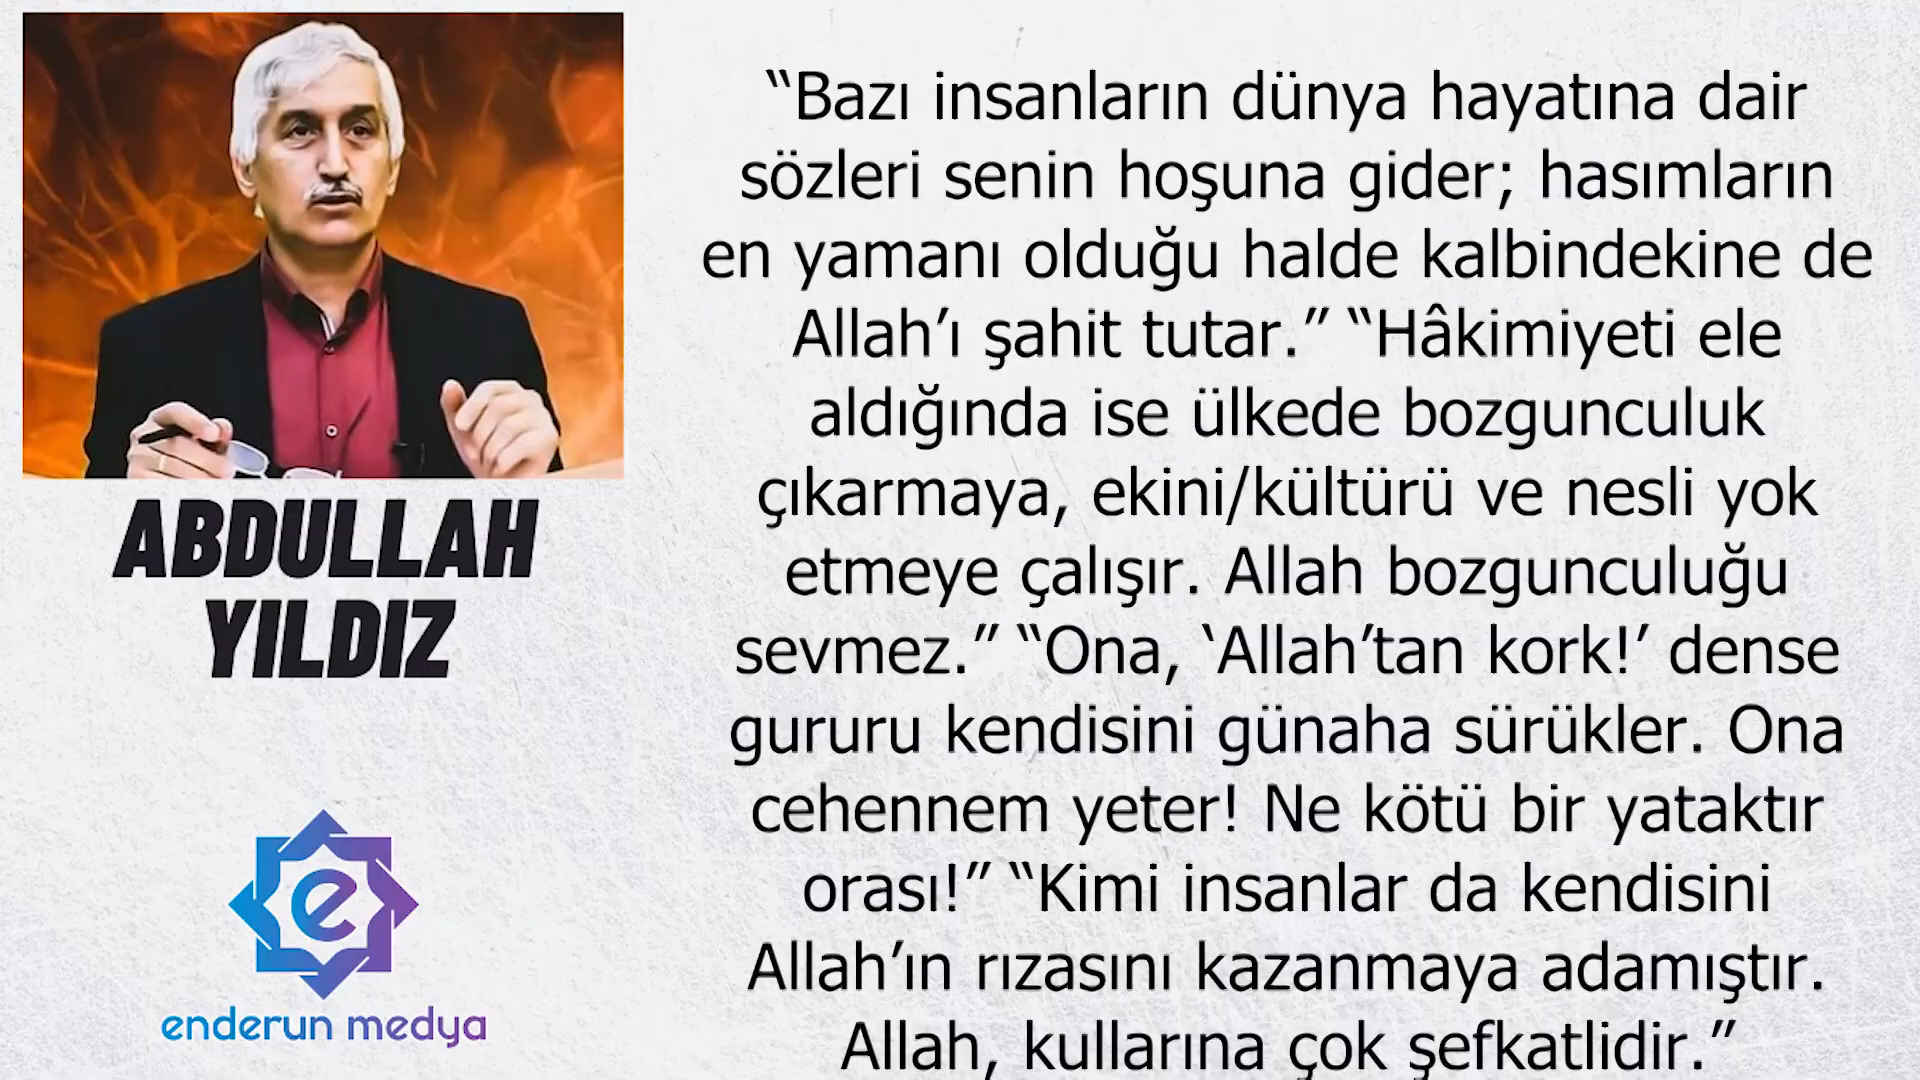 ABDULLAH
YILDIZ
enderun medya
“Bazı insanların dünya hayatına dair
sözleri senin hoşuna gider; hasımların
en yamanı olduğu halde kalbindekine de
Allah’ı şahit tutar.” “Hâkimiyeti ele
aldığında ise ülkede bozgunculuk
çıkarmaya, ekini/kültürü ve nesli yok
etmeye çalışır. Allah bozgunculuğu
sevmez.” “Ona, ‘Allah’tan kork!’ dense
gururu kendisini günaha sürükler. Ona
cehennem yeter! Ne kötü bir yataktır
orası!” “Kimi insanlar da kendisini
Allah’ın rızasını kazanmaya adamıştır.
Allah, kullarına çok şefkatlidir.”